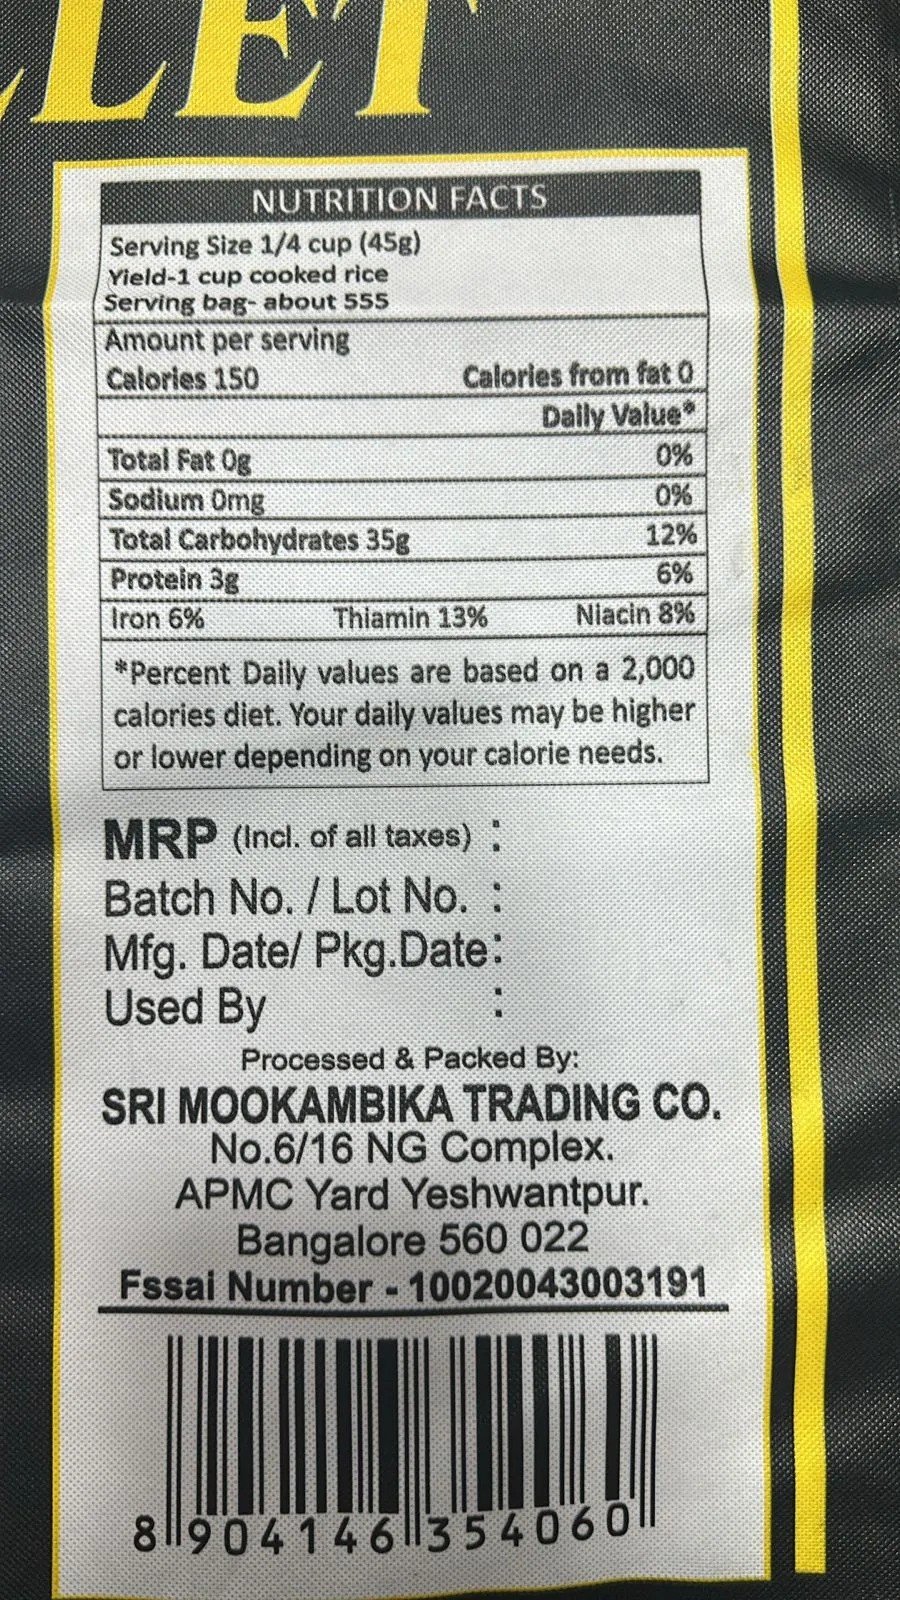 LLET
NUTRITION FACTS
Serving Size 1/4 cup (45g)
Yield-1 cup cooked rice
Serving bag- about 555
Amount per serving
Calories 150 Calories from fat 0
Daily Value*
Total Fat 0g 0%
Sodium 0mg 0%
Total Carbohydrates 35g 12%
Protein 3g 6%
Iron 6% Thiamin 13% Niacin 8%
*Percent Daily values are based on a 2,000
calories diet. Your daily values may be higher
or lower depending on your calorie needs.
MRP (Incl. of all taxes) :
Batch No. / Lot No. :
Mfg. Date/ Pkg.Date:
Used By :
Processed & Packed By:
SRI MOOKAMBIKA TRADING CO.
No.6/16 NG Complex.
APMC Yard Yeshwantpur.
Bangalore 560 022
Fssai Number - 10020043003191
8 904146 354060